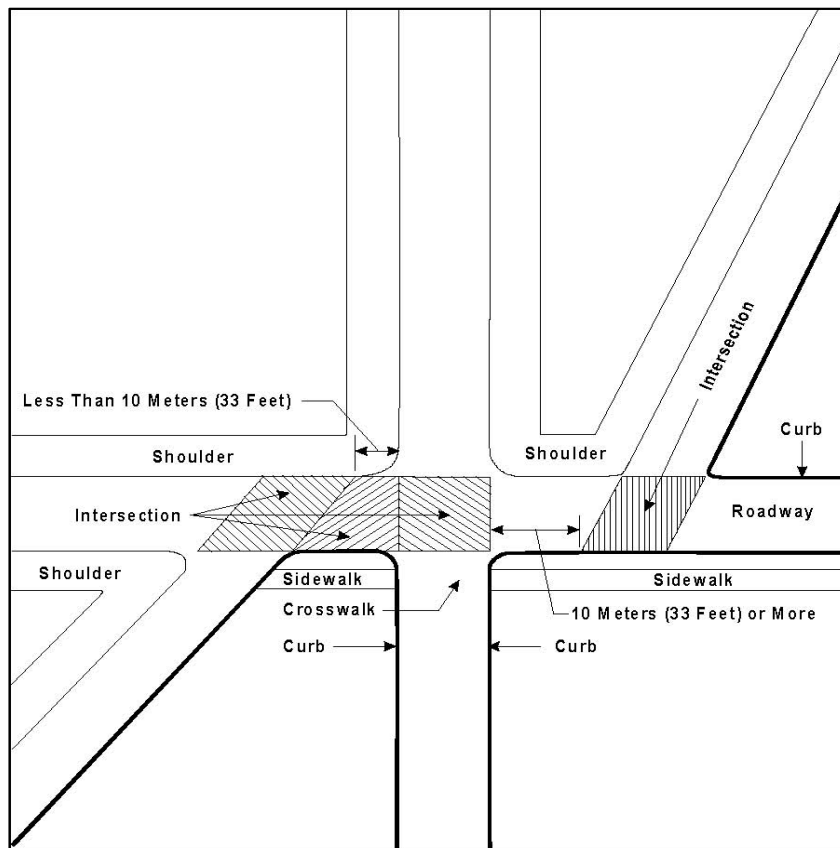 Intersection
Less Than 10 Meters (33 Feet)
Curb
Shoulder
Shoulder
Intersection
Roadway
Shoulder
Sidewalk
Sidewalk
Crosswalk
10 Meters (33 Feet) or More
Curb
Curb